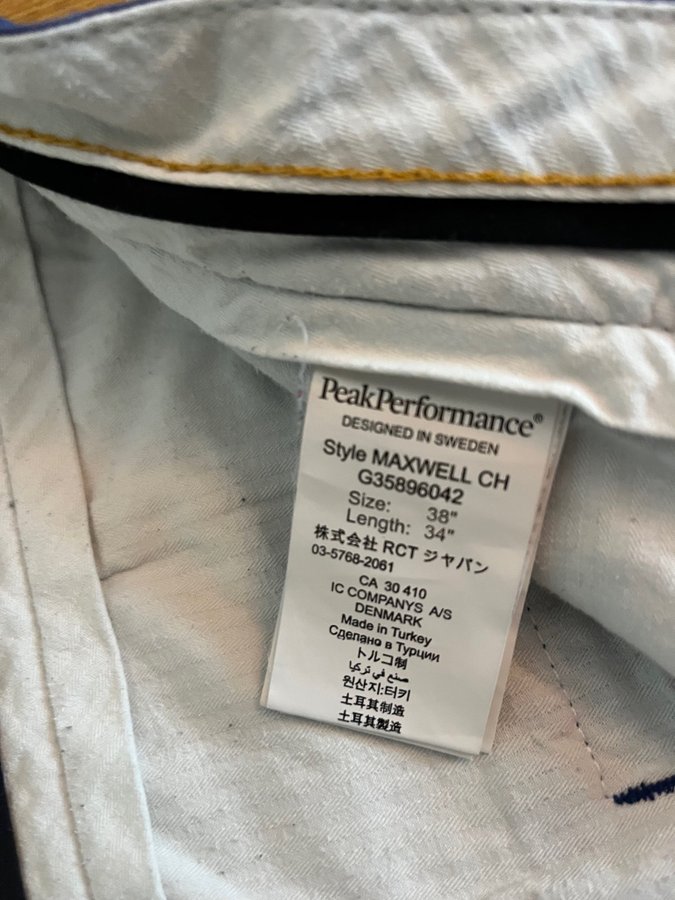 PeakPerformance®
DESIGNED IN SWEDEN
Style MAXWELL CH
G35896042
Size: 38"
Length: 34"
株式会社 RCT ジャパン
03-5768-2061
CA 30 410
IC COMPANYS A/S
DENMARK
Made in Turkey
Сделано в Турции
トルコ制
صنع في تركيا
원산지:터키
土耳其制造
土耳其製造